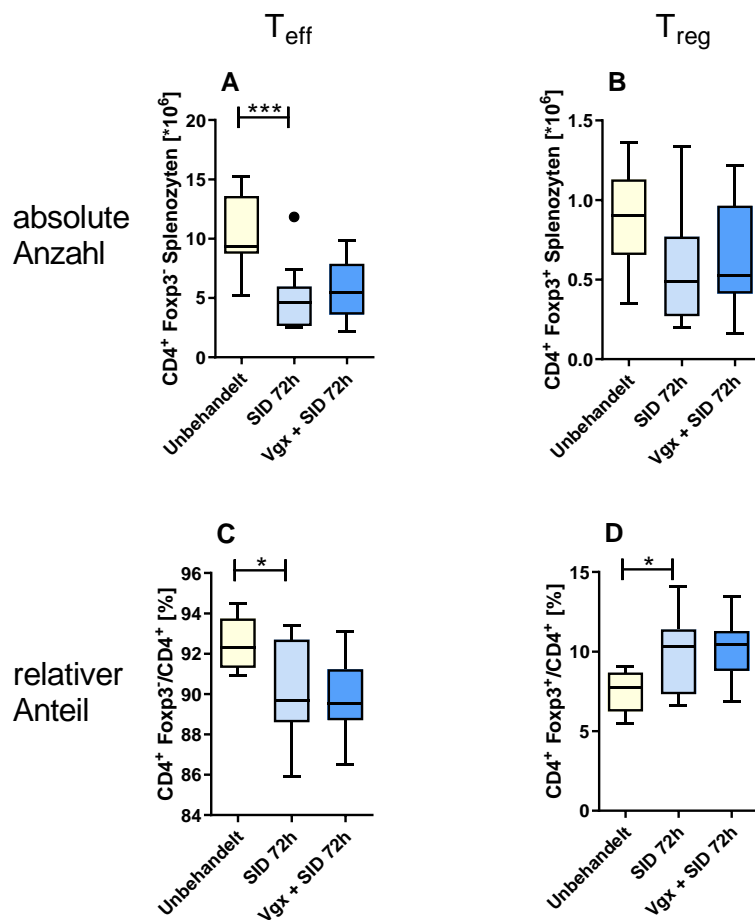 T_eff
T_reg
absolute
Anzahl
A
CD4⁺ Foxp3⁻ Splenozyten [*10⁶]
20
15
10
5
0
***
Unbehandelt
SID 72h
Vgx + SID 72h
B
CD4⁺ Foxp3⁺ Splenozyten [*10⁶]
1.5
1.0
0.5
0.0
Unbehandelt
SID 72h
Vgx + SID 72h
relativer
Anteil
C
CD4⁺ Foxp3⁻/CD4⁺ [%]
96
94
92
90
88
86
84
*
Unbehandelt
SID 72h
Vgx + SID 72h
D
CD4⁺ Foxp3⁺/CD4⁺ [%]
15
10
5
0
*
Unbehandelt
SID 72h
Vgx + SID 72h